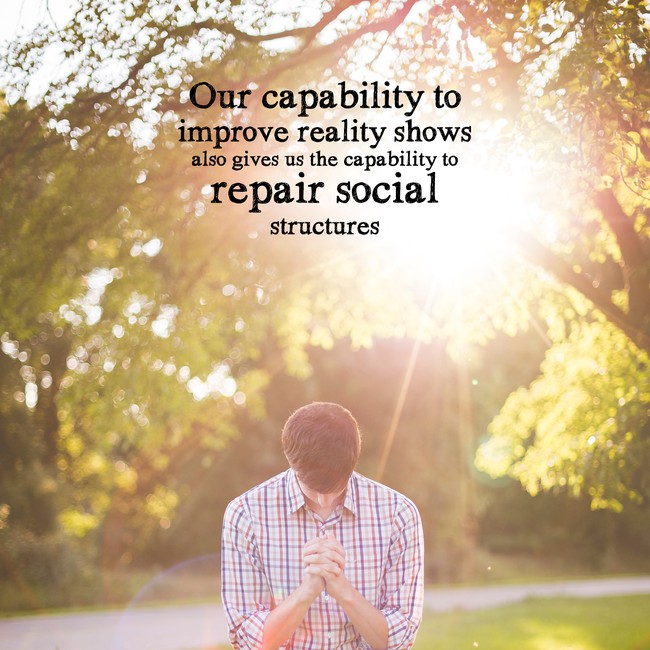 Our capability to
improve reality shows
also gives us the capability to
repair social
structures